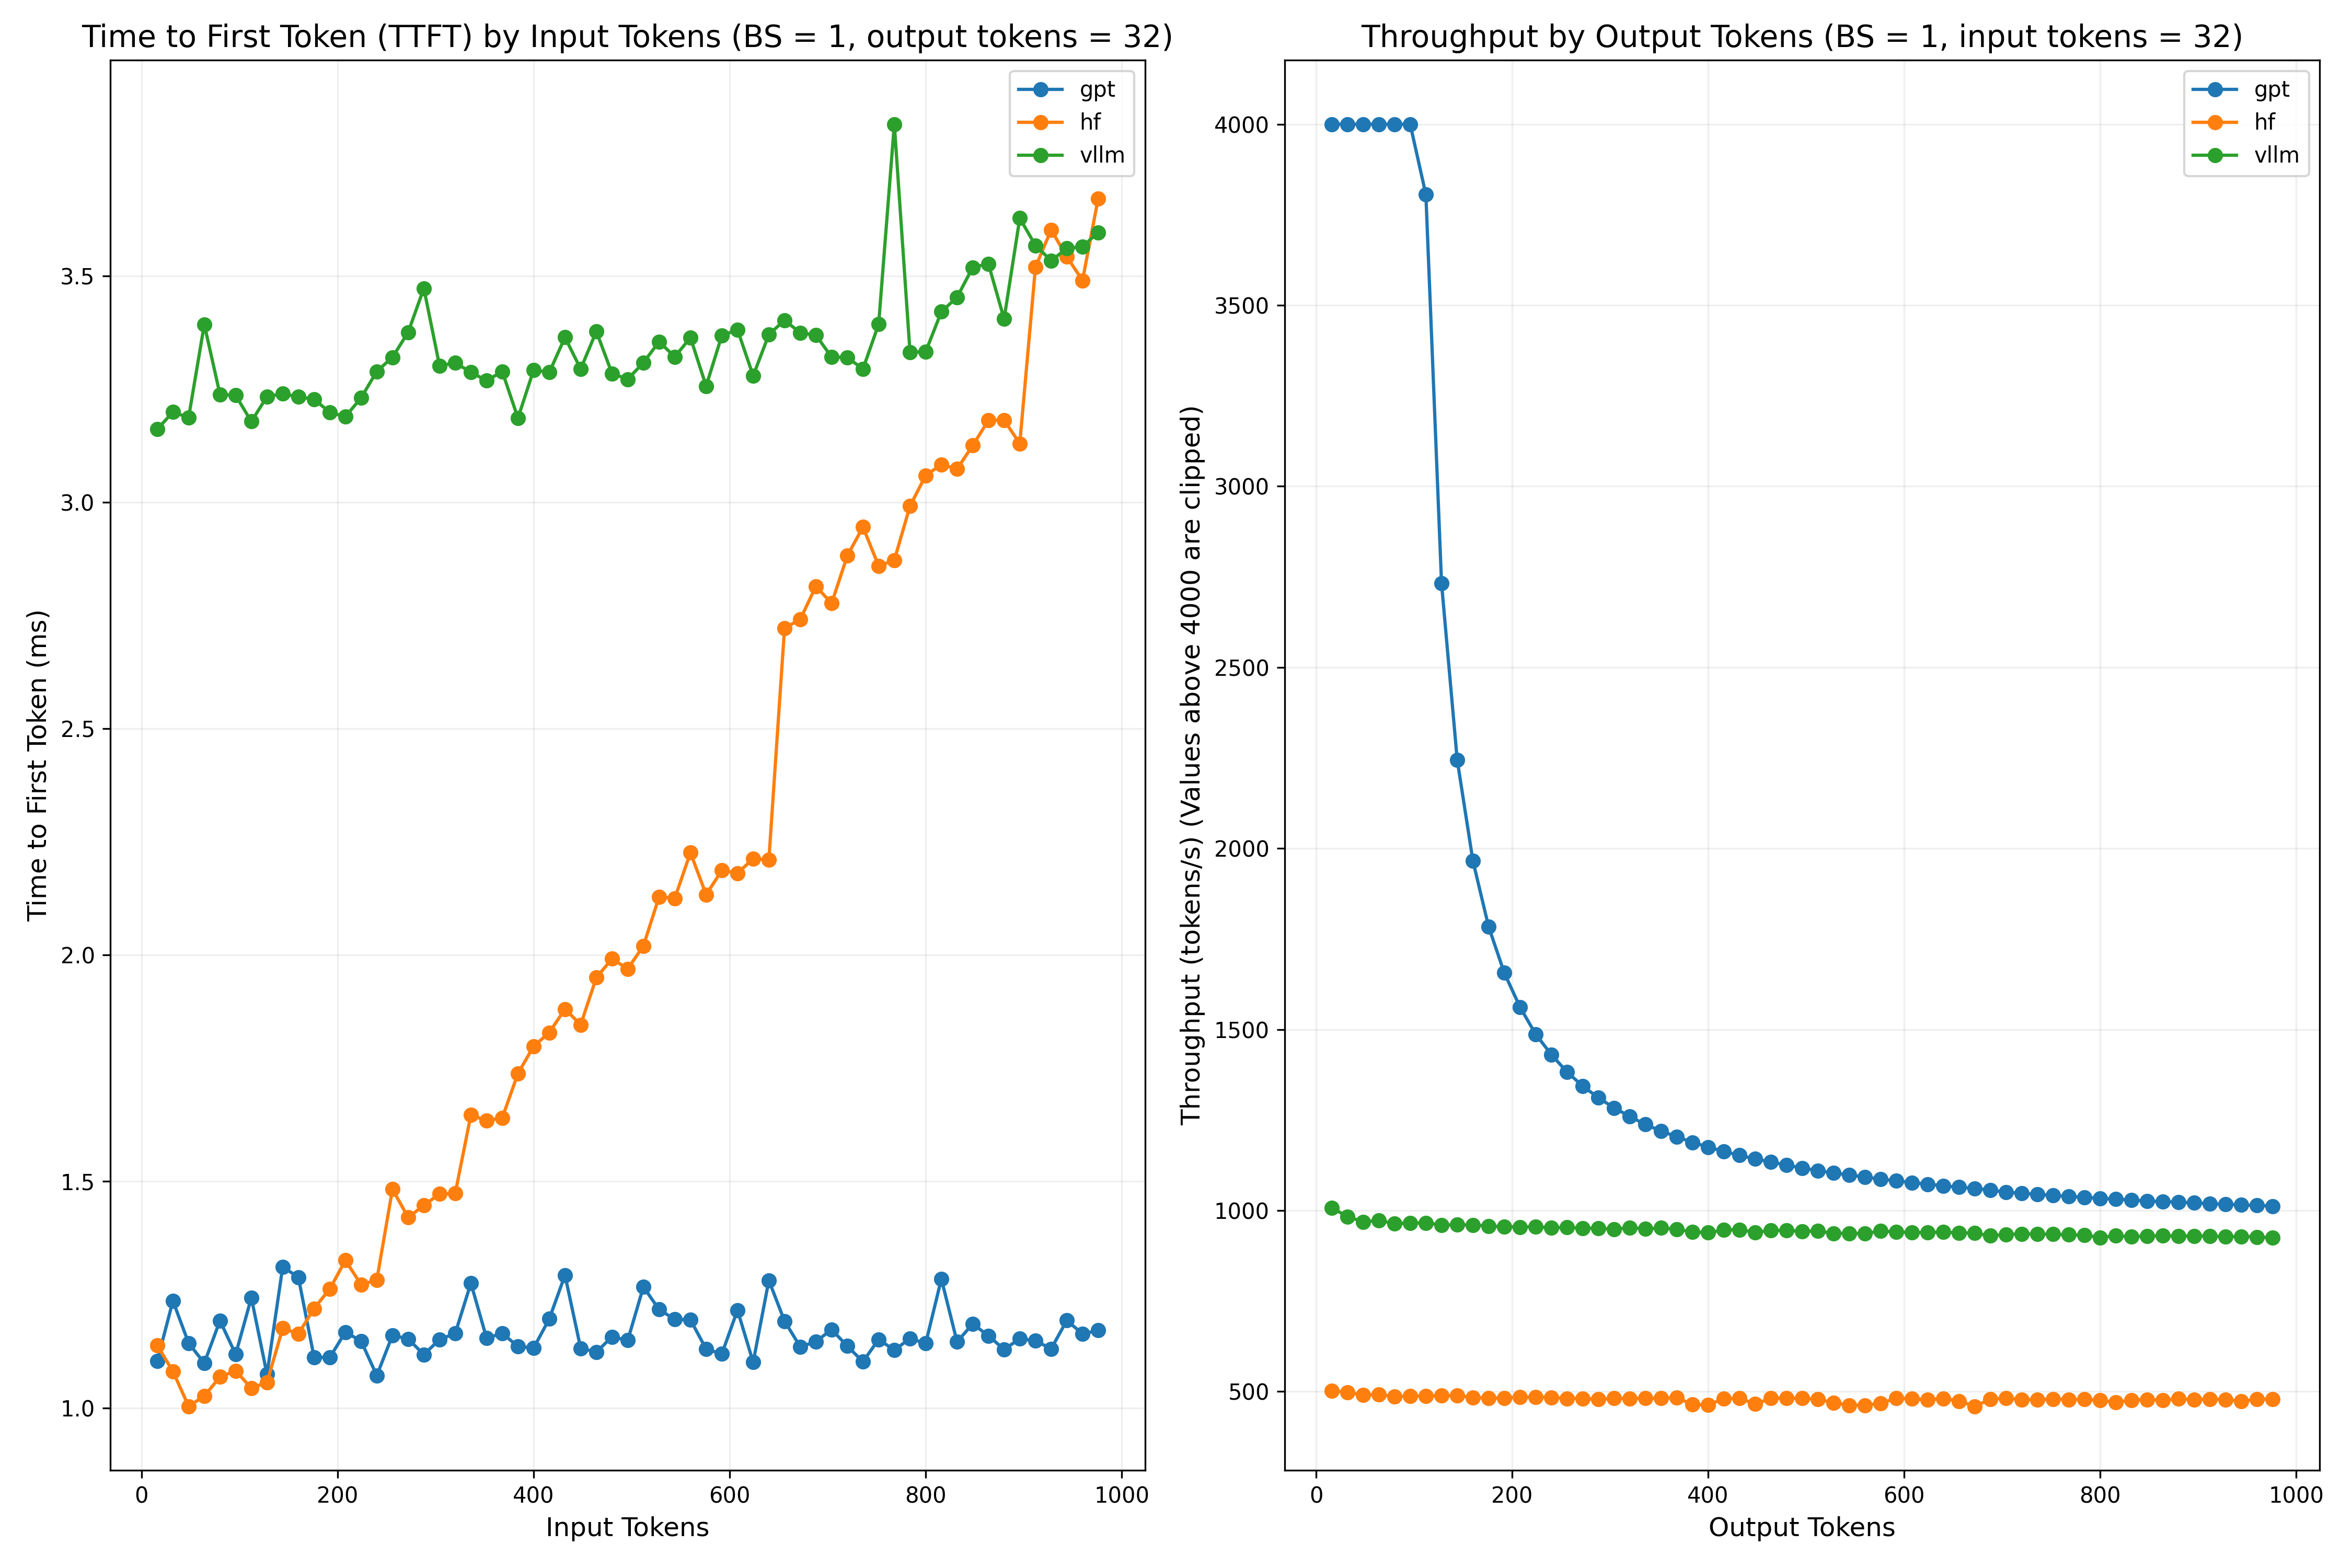 Time to First Token (TTFT) by Input Tokens (BS = 1, output tokens = 32)
gpt
hf
vllm
3.5
3.0
2.5
2.0
1.5
1.0
Time to First Token (ms)
0 200 400 600 800 1000
Input Tokens
Throughput by Output Tokens (BS = 1, input tokens = 32)
gpt
hf
vllm
4000
3500
3000
2500
2000
1500
1000
500
Throughput (tokens/s) (Values above 4000 are clipped)
0 200 400 600 800 1000
Output Tokens